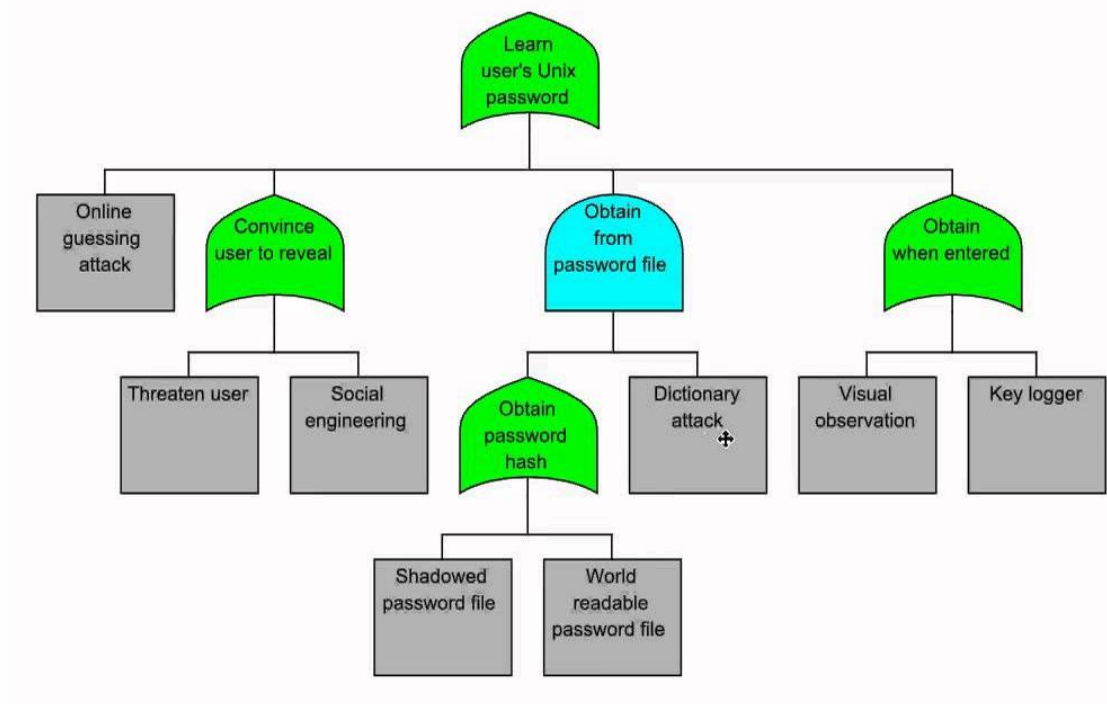 Learn
user's Unix
password
Online
guessing
attack
Convince
user to reveal
Obtain
from
password file
Obtain
when entered
Threaten user
Social
engineering
Obtain
password
hash
Dictionary
attack
Visual
observation
Key logger
Shadowed
password file
World
readable
password file